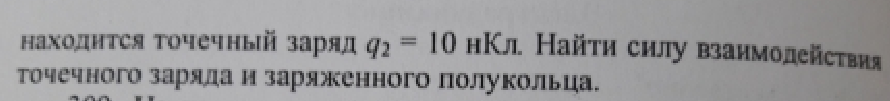 находится точечный заряд q₂ = 10 нКл. Найти силу взаимодействия
точечного заряда и заряженного полукольца.